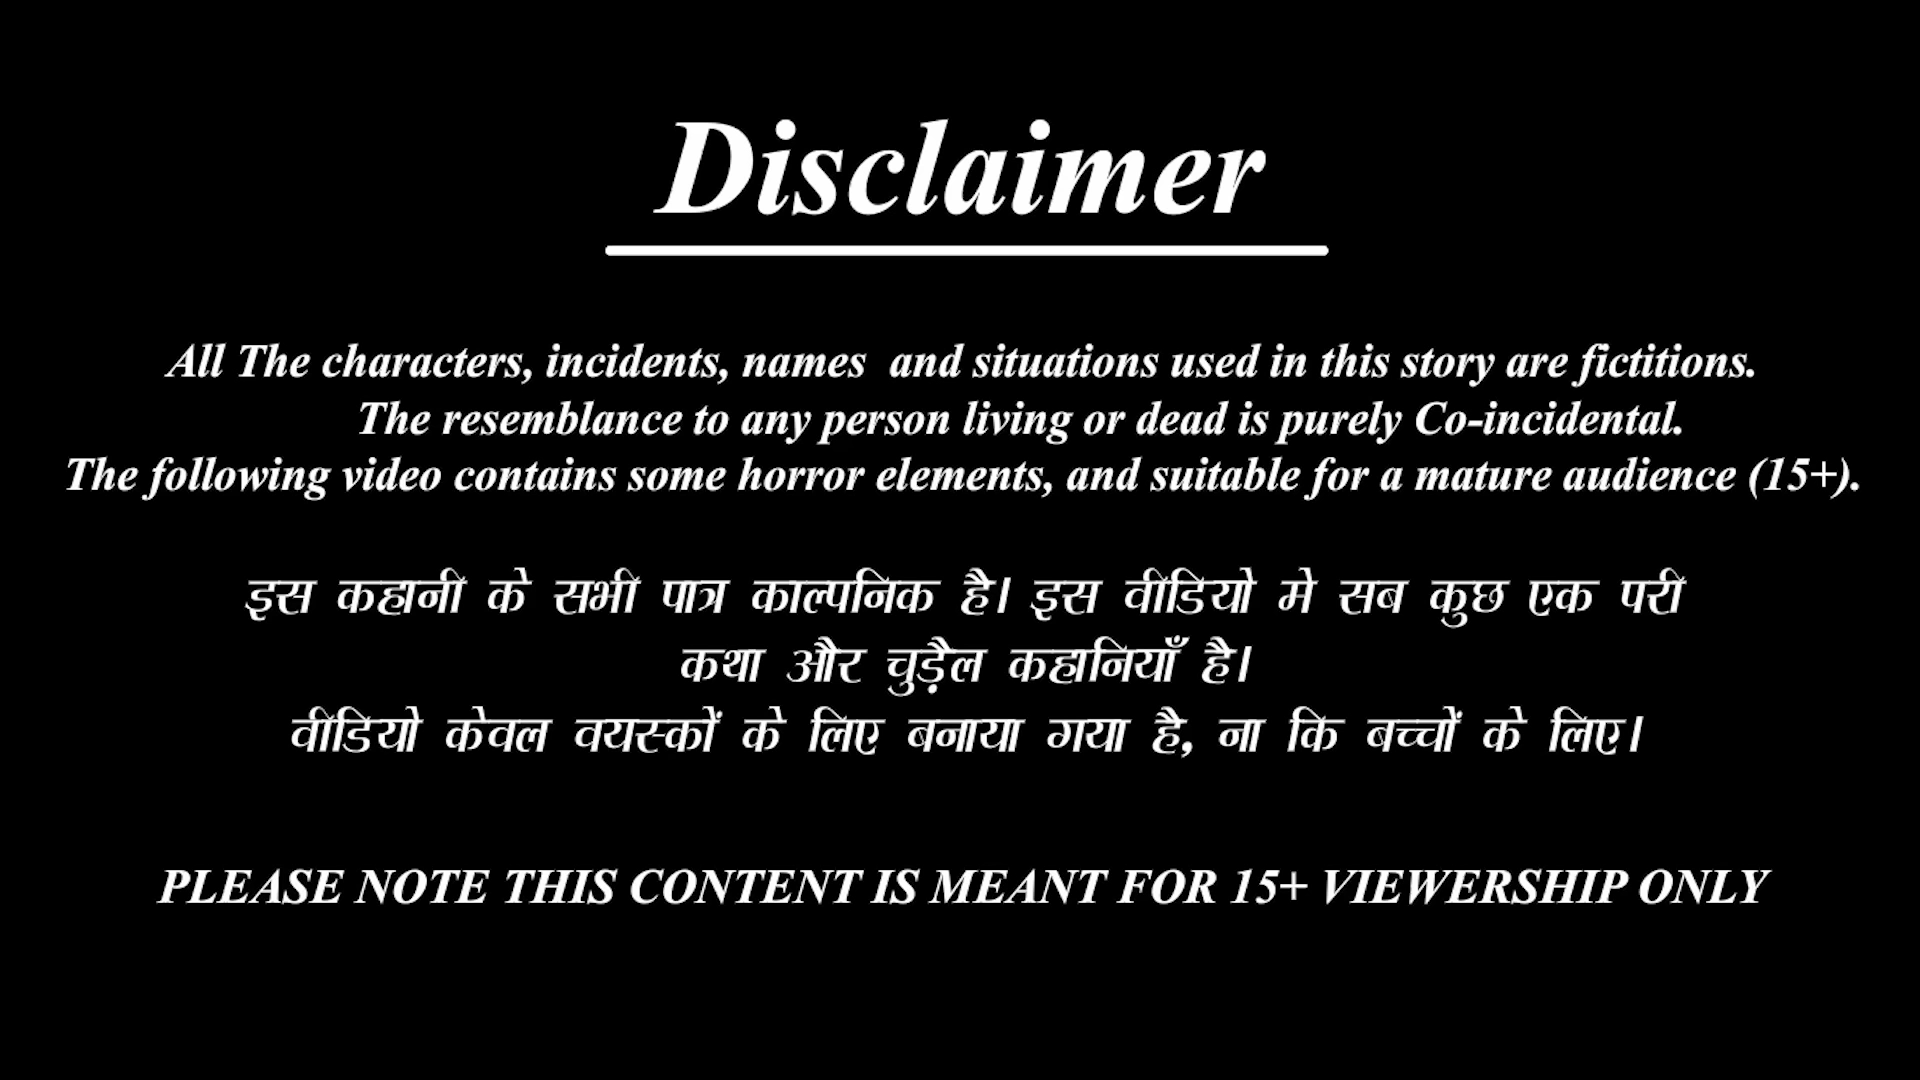 Disclaimer
All The characters, incidents, names and situations used in this story are fictitions.
The resemblance to any person living or dead is purely Co-incidental.
The following video contains some horror elements, and suitable for a mature audience (15+).
इस कहानी के सभी पात्र काल्पनिक है। इस वीडियो मे सब कुछ एक परी
कथा और चुड़ैल कहानियाँ है।
वीडियो केवल वयस्कों के लिए बनाया गया है, ना कि बच्चों के लिए।
PLEASE NOTE THIS CONTENT IS MEANT FOR 15+ VIEWERSHIP ONLY